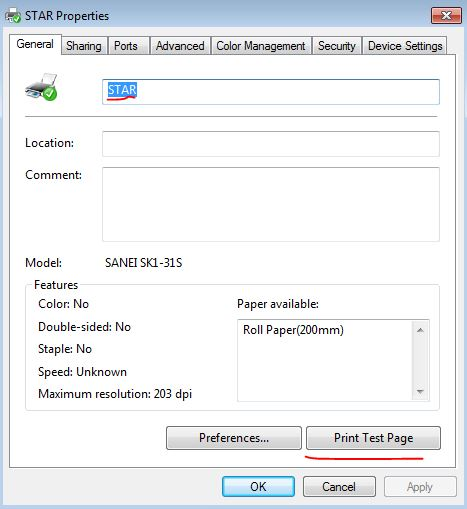 STAR Properties
General Sharing Ports Advanced Color Management Security Device Settings
STAR
Location:
Comment:
Model: SANEI SK1-31S
Features
Color: No
Double-sided: No
Staple: No
Speed: Unknown
Maximum resolution: 203 dpi
Paper available:
Roll Paper(200mm)
Preferences... Print Test Page
OK Cancel Apply